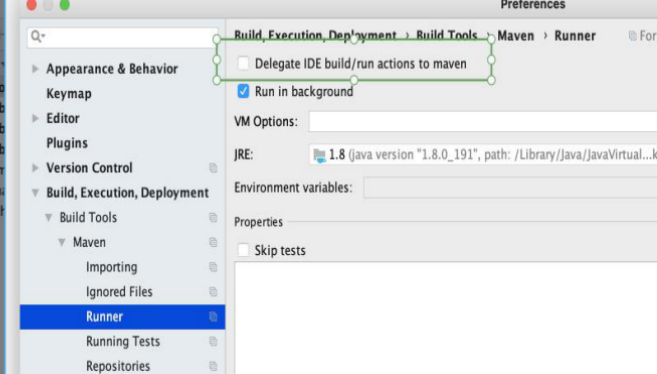 Preferences
Build, Execution, Deployment › Build Tools › Maven › Runner For
Delegate IDE build/run actions to maven
Run in background
VM Options:
JRE: 1.8 (java version "1.8.0_191", path: /Library/Java/JavaVirtual...k
Environment variables:
Properties
Skip tests
Appearance & Behavior
Keymap
Editor
Plugins
Version Control
Build, Execution, Deployment
Build Tools
Maven
Importing
Ignored Files
Runner
Running Tests
Repositories